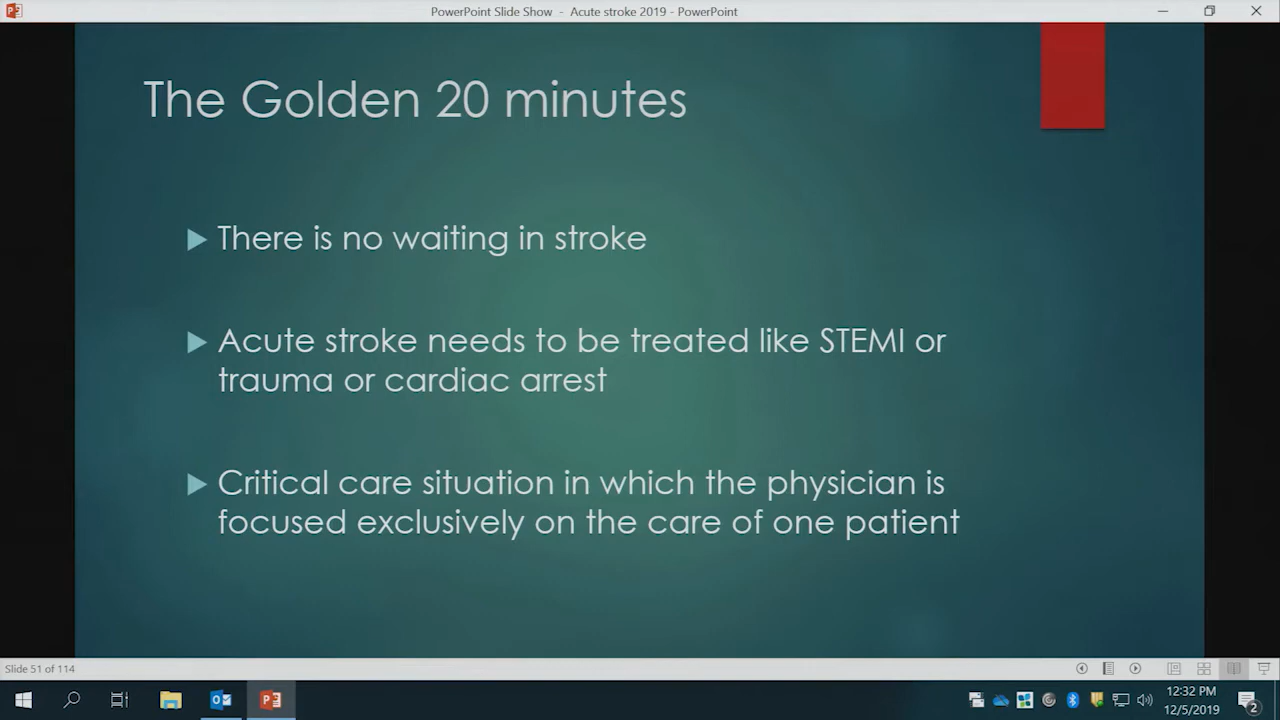 PowerPoint Slide Show - Acute stroke 2019 - PowerPoint
The Golden 20 minutes
There is no waiting in stroke
Acute stroke needs to be treated like STEMI or
trauma or cardiac arrest
Critical care situation in which the physician is
focused exclusively on the care of one patient
Slide 51 of 114
12:32 PM
12/5/2019
2